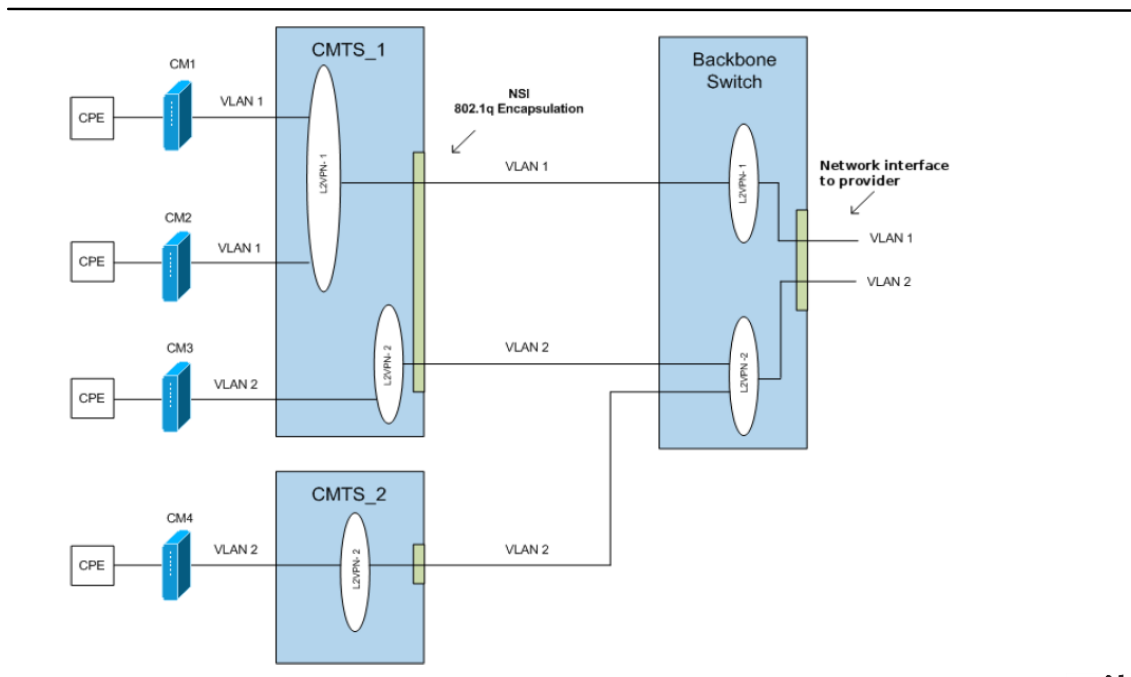 CMTS_1
Backbone
Switch
CM1
NSI
802.1q Encapsulation
CPE
VLAN 1
L2VPN- 1
VLAN 1
L2VPN- 1
Network interface
to provider
CM2
VLAN 1
CPE
VLAN 1
VLAN 2
CM3
VLAN 2
CPE
L2VPN- 2
VLAN 2
L2VPN -2
CMTS_2
CM4
CPE
VLAN 2
L2VPN- 2
VLAN 2